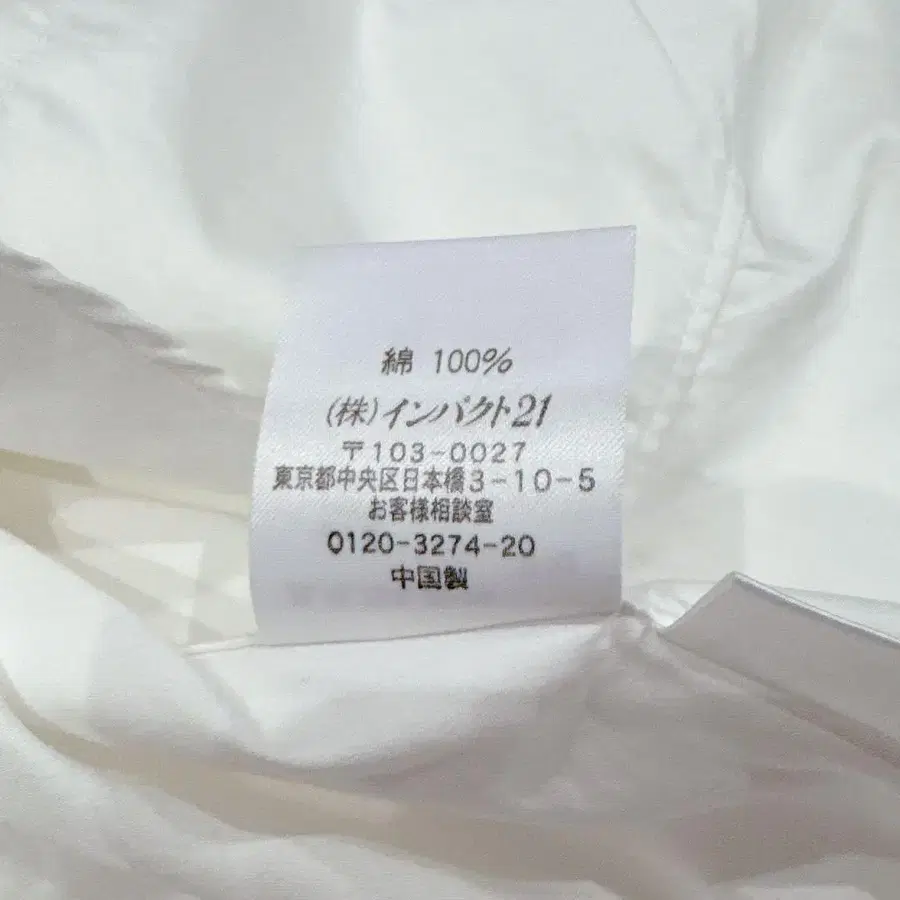 綿 100%
(株)インパクト21
〒103-0027
東京都中央区日本橋3-10-5
お客様相談室
0120-3274-20
中国製